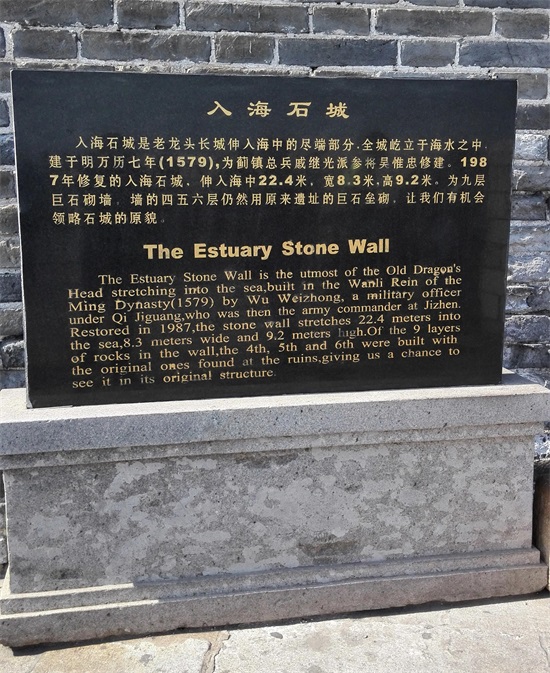 入海石城
入海石城是老龙头长城伸入海中的尽端部分.全城屹立于海水之中,
建于明万历七年(1579),为蓟镇总兵戚继光派参将吴惟忠修建。198
7年修复的入海石城，伸入海中22.4米，宽8.3米,高9.2米。为九层
巨石砌墙，墙的四五六层仍然用原来遗址的巨石垒砌，让我们有机会
领略石城的原貌。
The Estuary Stone Wall
The Estuary Stone Wall is the utmost of the Old Dragon's
Head stretching into the sea,built in the Wanli Rein of the
Ming Dynasty(1579) by Wu Weizhong, a military officer
under Qi Jiguang,who was then the army commander at Jizhen.
Restored in 1987,the stone wall stretches 22.4 meters into
the sea,8.3 meters wide and 9.2 meters high.Of the 9 layers
of rocks in the wall,the 4th, 5th and 6th were built with
the original ones found at the ruins,giving us a chance to
see it in its original structure.